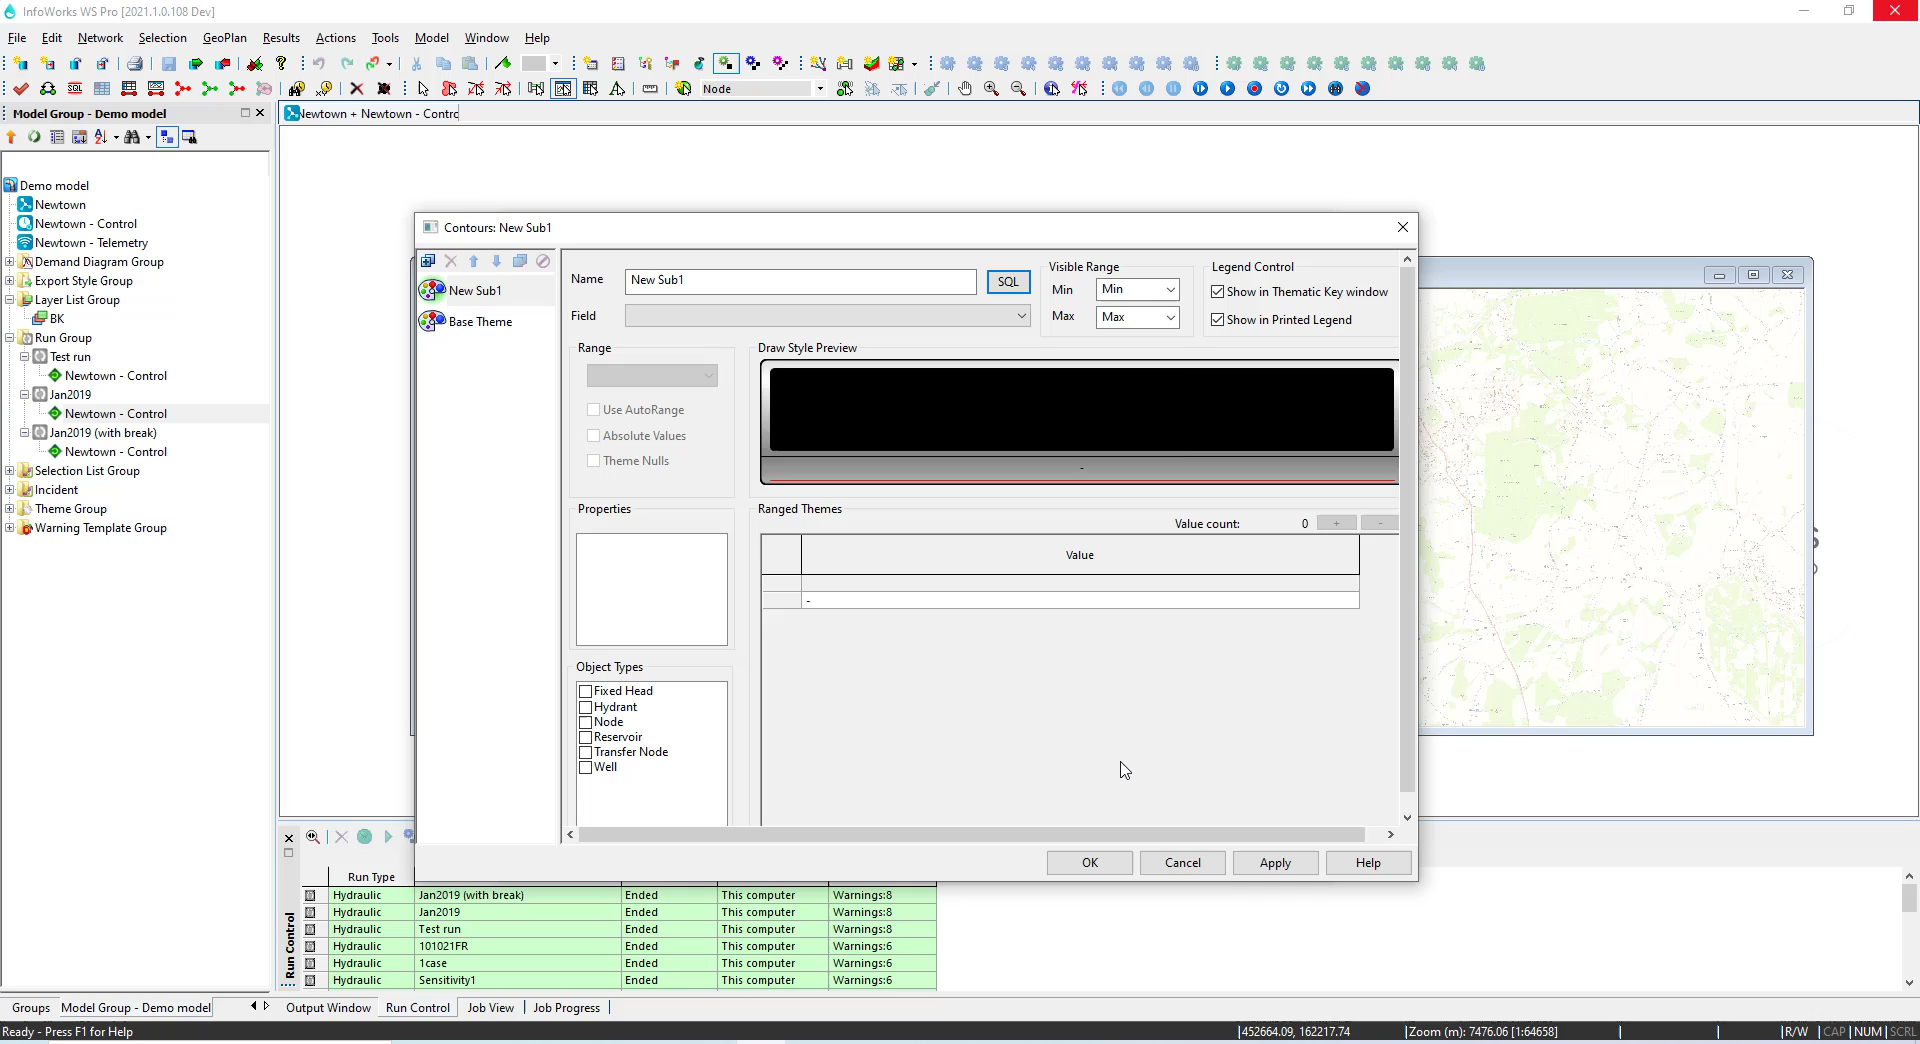 InfoWorks WS Pro [2021.1.0.108 Dev]
File Edit Network Selection GeoPlan Results Actions Tools Model Window Help
SQL
Node
Model Group - Demo model
Newtown + Newtown - Contro
Demo model
Newtown
Newtown - Control
Newtown - Telemetry
Demand Diagram Group
Export Style Group
Layer List Group
BK
Run Group
Test run
Newtown - Control
Jan2019
Newtown - Control
Jan2019 (with break)
Newtown - Control
Selection List Group
Incident
Theme Group
Warning Template Group
Contours: New Sub1
New Sub1
Base Theme
Name New Sub1 SQL
Field
Visible Range
Min Min
Max Max
Legend Control
Show in Thematic Key window
Show in Printed Legend
Range
Use AutoRange
Absolute Values
Theme Nulls
Draw Style Preview
-
Properties
Ranged Themes
Value count: 0 + -
Value
-
Object Types
Fixed Head
Hydrant
Node
Reservoir
Transfer Node
Well
OK Cancel Apply Help
Run Control
Run Type
Hydraulic Jan2019 (with break) Ended This computer Warnings:8
Hydraulic Jan2019 Ended This computer Warnings:8
Hydraulic Test run Ended This computer Warnings:8
Hydraulic 101021FR Ended This computer Warnings:6
Hydraulic 1case Ended This computer Warnings:6
Hydraulic Sensitivity1 Ended This computer Warnings:6
Groups Model Group - Demo model Output Window Run Control Job View Job Progress
Ready - Press F1 for Help 452664.09, 162217.74 Zoom (m): 7476.06 [1:64658] R/W CAP NUM SCRL